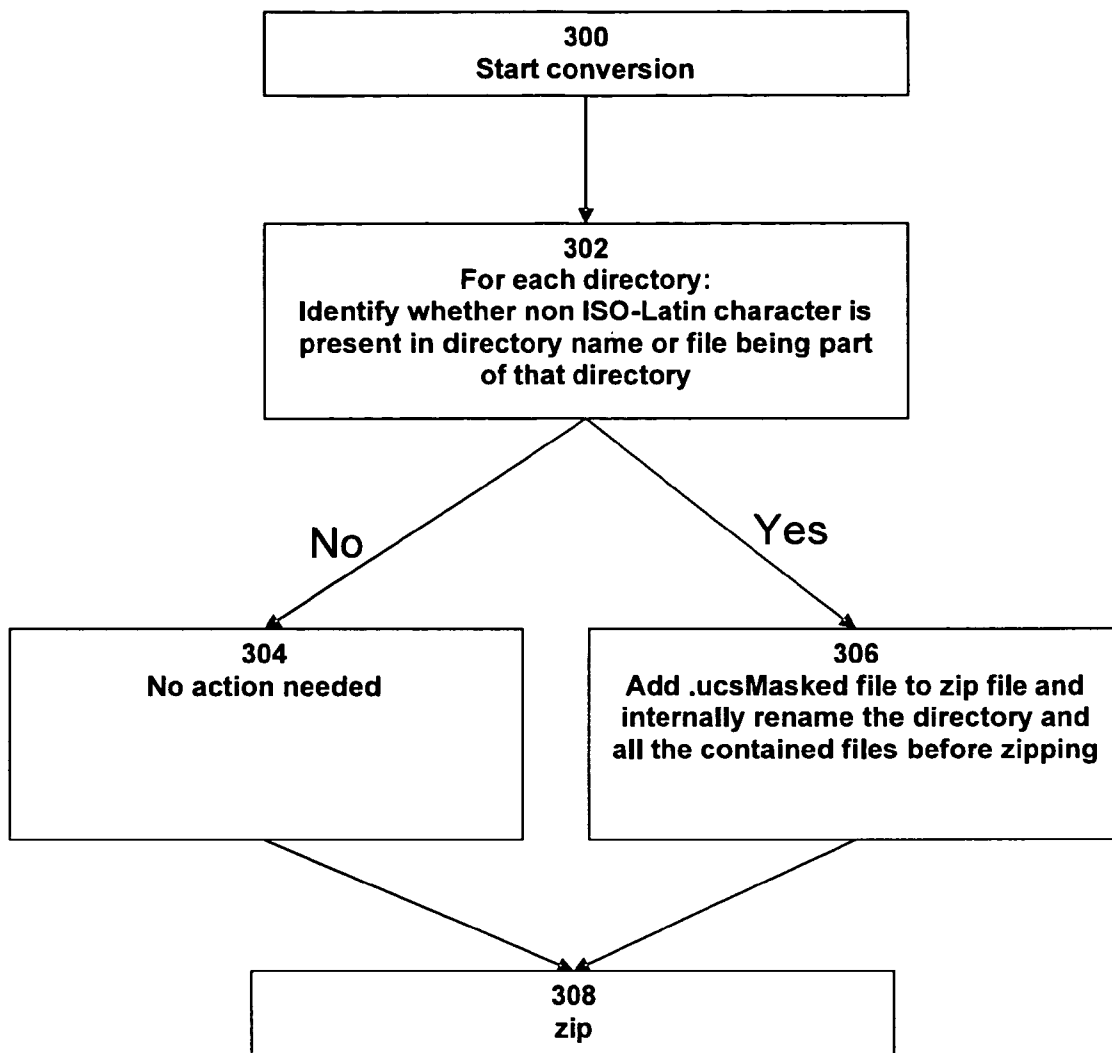 300
Start conversion
302
For each directory:
Identify whether non ISO-Latin character is
present in directory name or file being part
of that directory
No
Yes
304
No action needed
306
Add .ucsMasked file to zip file and
internally rename the directory and
all the contained files before zipping
308
zip